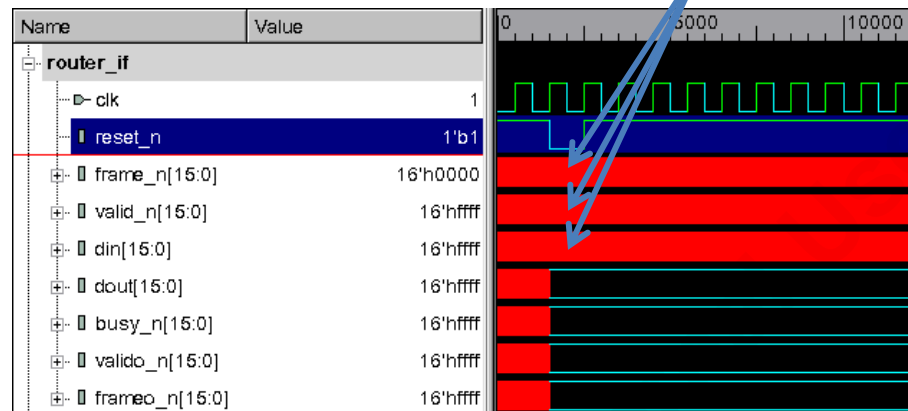 Name Value 0 5000 10000
router_if
clk 1
reset_n 1'b1
frame_n[15:0] 16'h0000
valid_n[15:0] 16'hffff
din[15:0] 16'hffff
dout[15:0] 16'hffff
busy_n[15:0] 16'hffff
valido_n[15:0] 16'hffff
frameo_n[15:0] 16'hffff